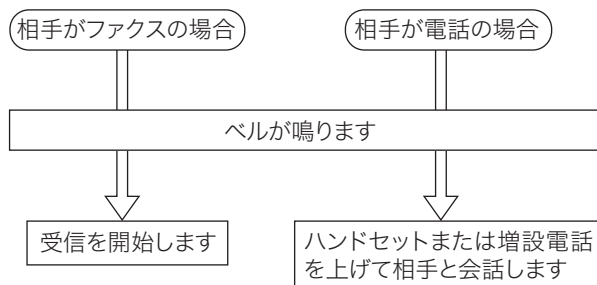 相手がファクスの場合
相手が電話の場合
ベルが鳴ります
受信を開始します
ハンドセットまたは増設電話
を上げて相手と会話します